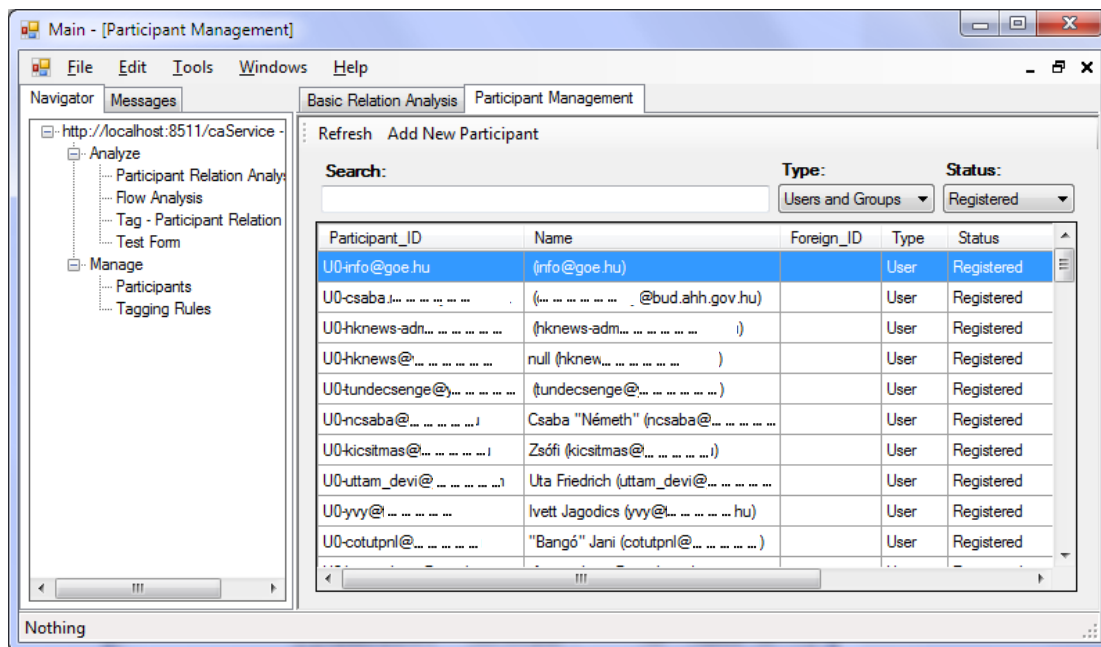 Main - [Participant Management]
File Edit Tools Windows Help
Navigator Messages
Basic Relation Analysis Participant Management
http://localhost:8511/caService -
Analyze
Participant Relation Analys
Flow Analysis
Tag - Participant Relation
Test Form
Manage
Participants
Tagging Rules
Refresh Add New Participant
Search: Type: Status:
Users and Groups Registered
Participant_ID Name Foreign_ID Type Status
U0-info@goe.hu (info@goe.hu) User Registered
U0-csaba. ( @bud.ahh.gov.hu) User Registered
U0-hknews-adn (hknews-adm ) User Registered
U0-hknews@ null (hknew ) User Registered
U0-tundecsenge@ (tundecsenge@ ) User Registered
U0-ncsaba@ Csaba "Németh" (ncsaba@ User Registered
U0-kicsitmas@ Zsófi (kicsitmas@ ) User Registered
U0-uttam_devi@ Uta Friedrich (uttam_devi@ User Registered
U0-yvy@ Ivett Jagodics (yvy@ hu) User Registered
U0-cotutpnl@ "Bangó" Jani (cotutpnl@ ) User Registered
Nothing